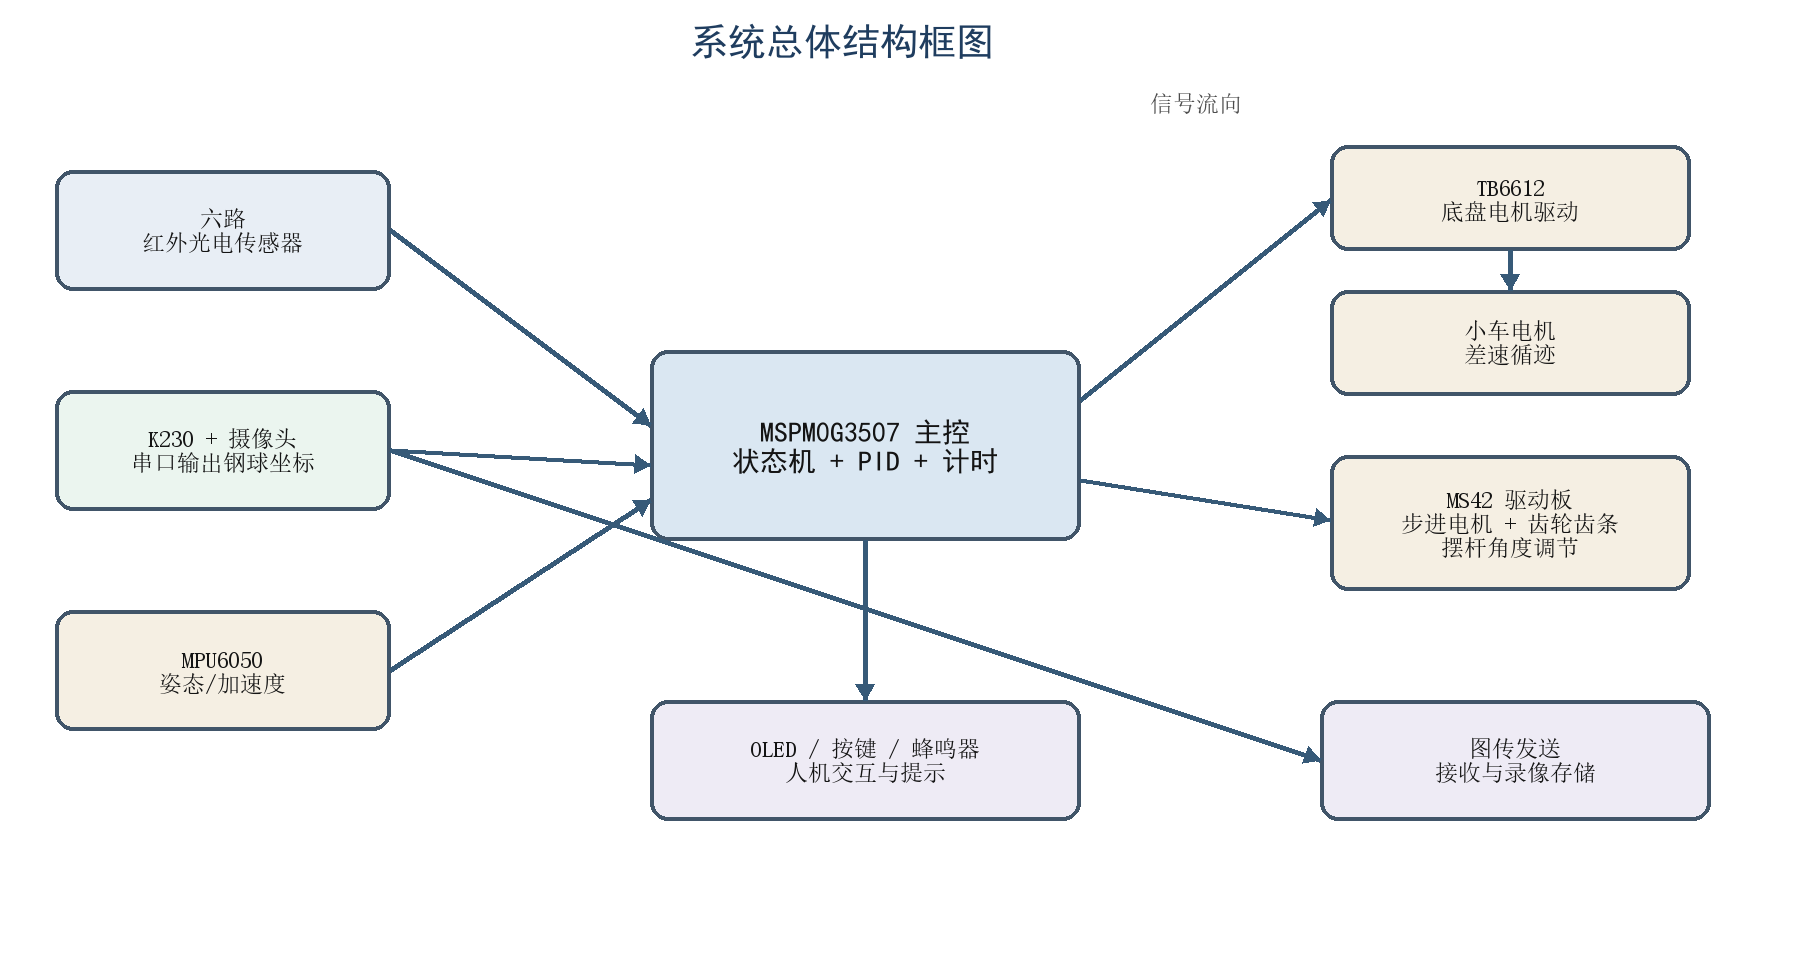 系统总体结构框图
信号流向
六路
红外光电传感器
K230 + 摄像头
串口输出钢球坐标
MPU6050
姿态/加速度
MSPM0G3507 主控
状态机 + PID + 计时
OLED / 按键 / 蜂鸣器
人机交互与提示
TB6612
底盘电机驱动
小车电机
差速循迹
MS42 驱动板
步进电机 + 齿轮齿条
摆杆角度调节
图传发送
接收与录像存储